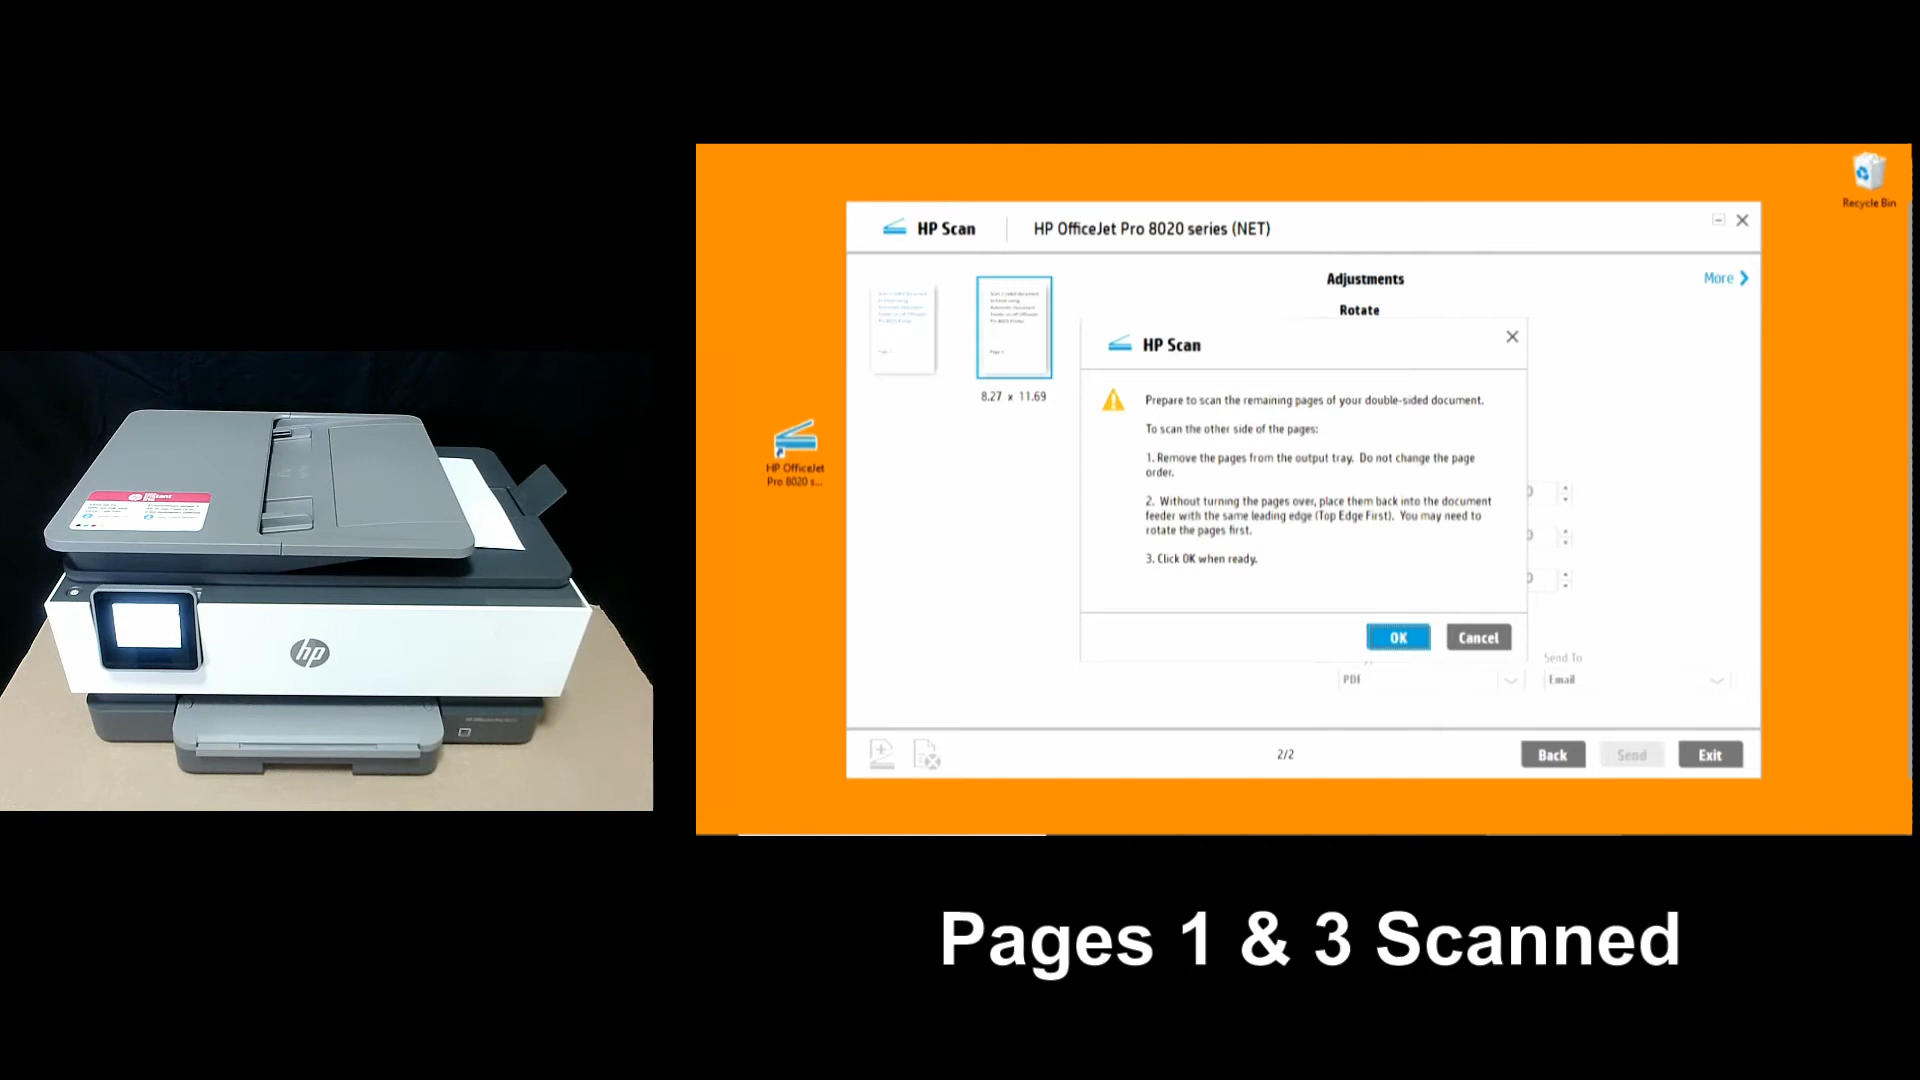 Recycle Bin
HP Scan
HP OfficeJet Pro 8020 series (NET)
Adjustments
More
Rotate
8.27 x 11.69
HP OfficeJet
Pro 8020 s...
HP Scan
Prepare to scan the remaining pages of your double-sided document.
To scan the other side of the pages:
1. Remove the pages from the output tray. Do not change the page
order.
2. Without turning the pages over, place them back into the document
feeder with the same leading edge (Top Edge First). You may need to
rotate the pages first.
3. Click OK when ready.
OK
Cancel
Send To
PDF
Email
2/2
Back
Send
Exit
hp
Pages 1 & 3 Scanned